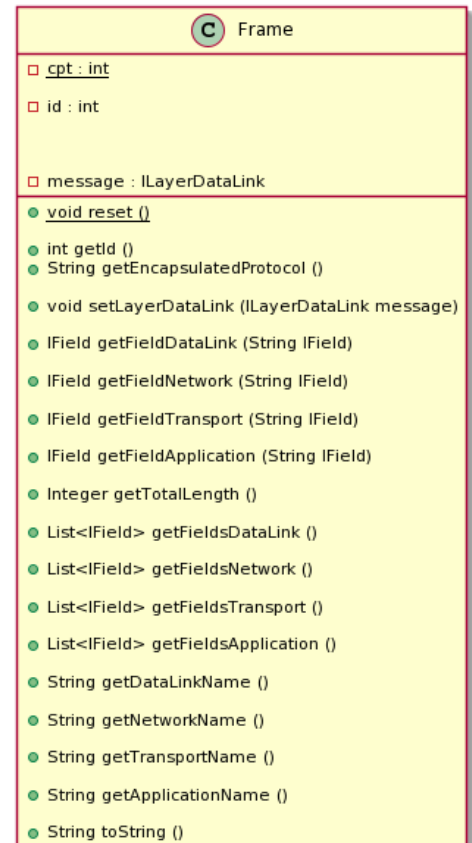 C Frame
cpt : int
id : int
message : ILayerDataLink
void reset ()
int getId ()
String getEncapsulatedProtocol ()
void setLayerDataLink (ILayerDataLink message)
IField getFieldDataLink (String IField)
IField getFieldNetwork (String IField)
IField getFieldTransport (String IField)
IField getFieldApplication (String IField)
Integer getTotalLength ()
List<IField> getFieldsDataLink ()
List<IField> getFieldsNetwork ()
List<IField> getFieldsTransport ()
List<IField> getFieldsApplication ()
String getDataLinkName ()
String getNetworkName ()
String getTransportName ()
String getApplicationName ()
String toString ()